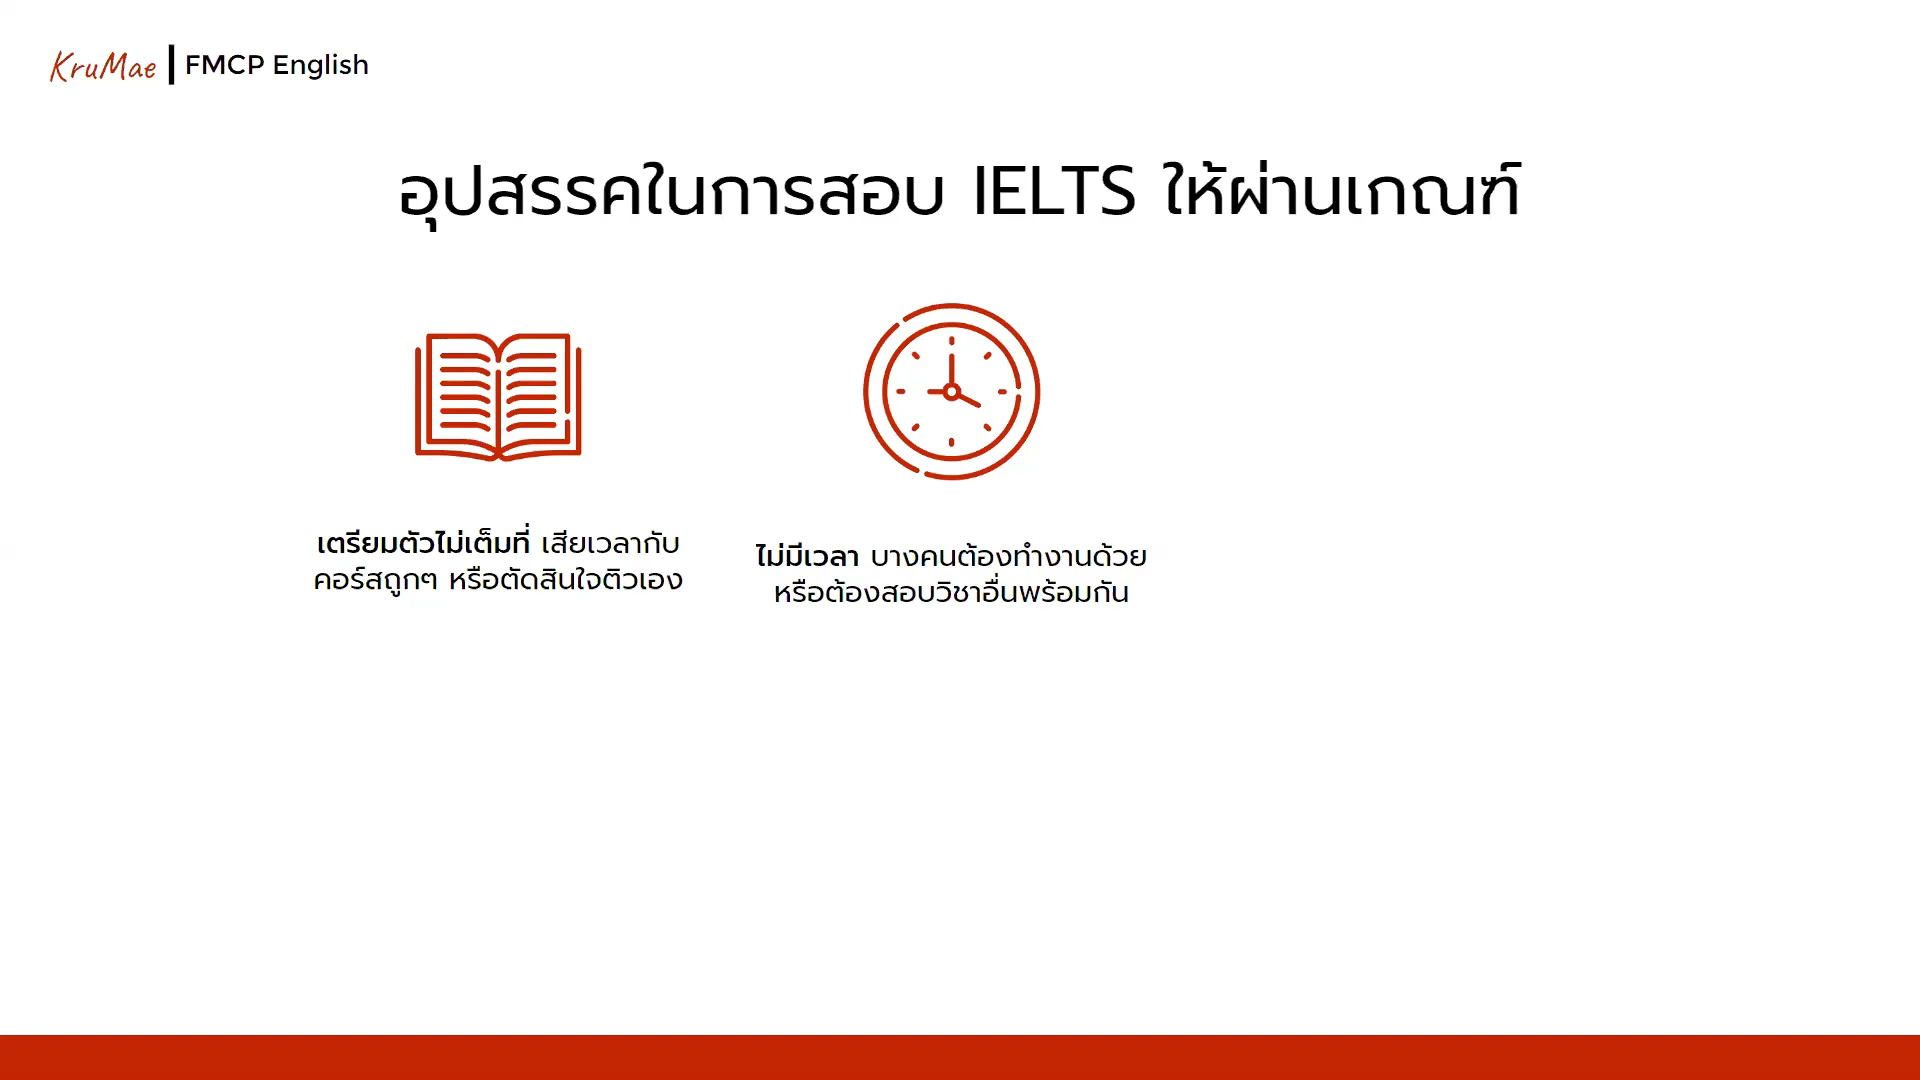 KruMae | FMCP English
อุปสรรคในการสอบ IELTS ให้ผ่านเกณฑ์
เตรียมตัวไม่เต็มที่ เสียเวลากับ
คอร์สถูกๆ หรือตัดสินใจติวเอง
ไม่มีเวลา บางคนต้องทำงานด้วย
หรือต้องสอบวิชาอื่นพร้อมกัน